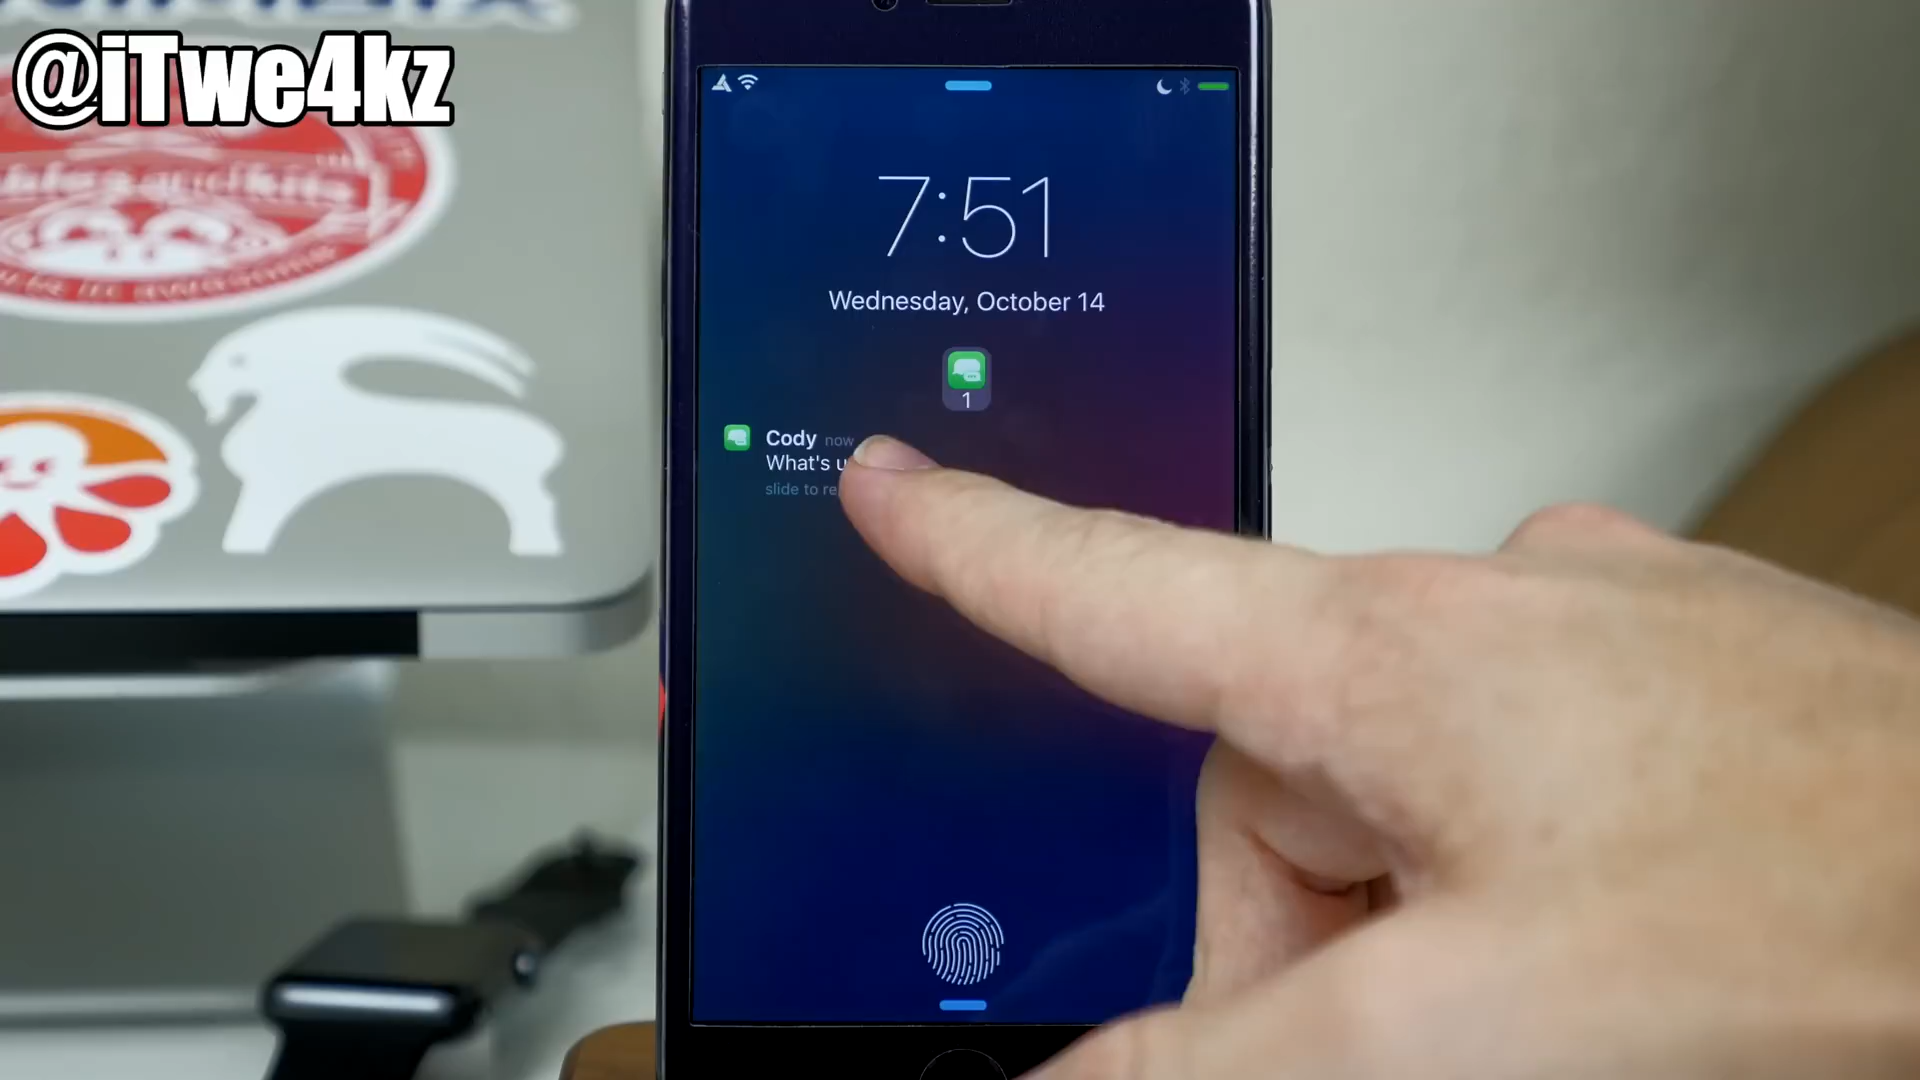 @iTwe4kz
7:51
Wednesday, October 14
1
Cody now
What's
slide to